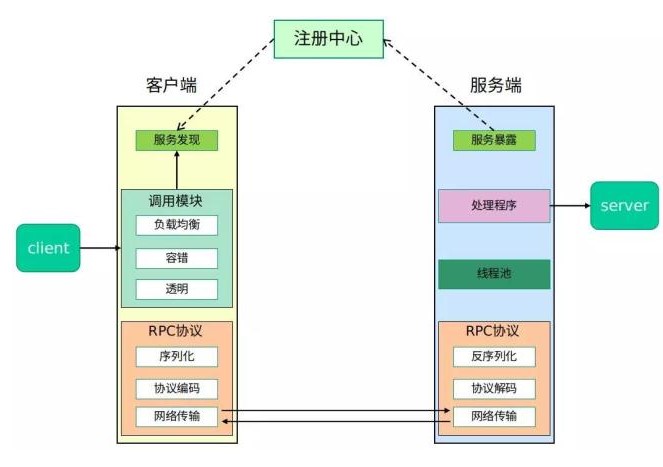 注册中心
客户端
服务端
服务发现
服务暴露
调用模块
负载均衡
容错
透明
处理程序
线程池
client
server
RPC协议
序列化
协议编码
网络传输
RPC协议
反序列化
协议解码
网络传输